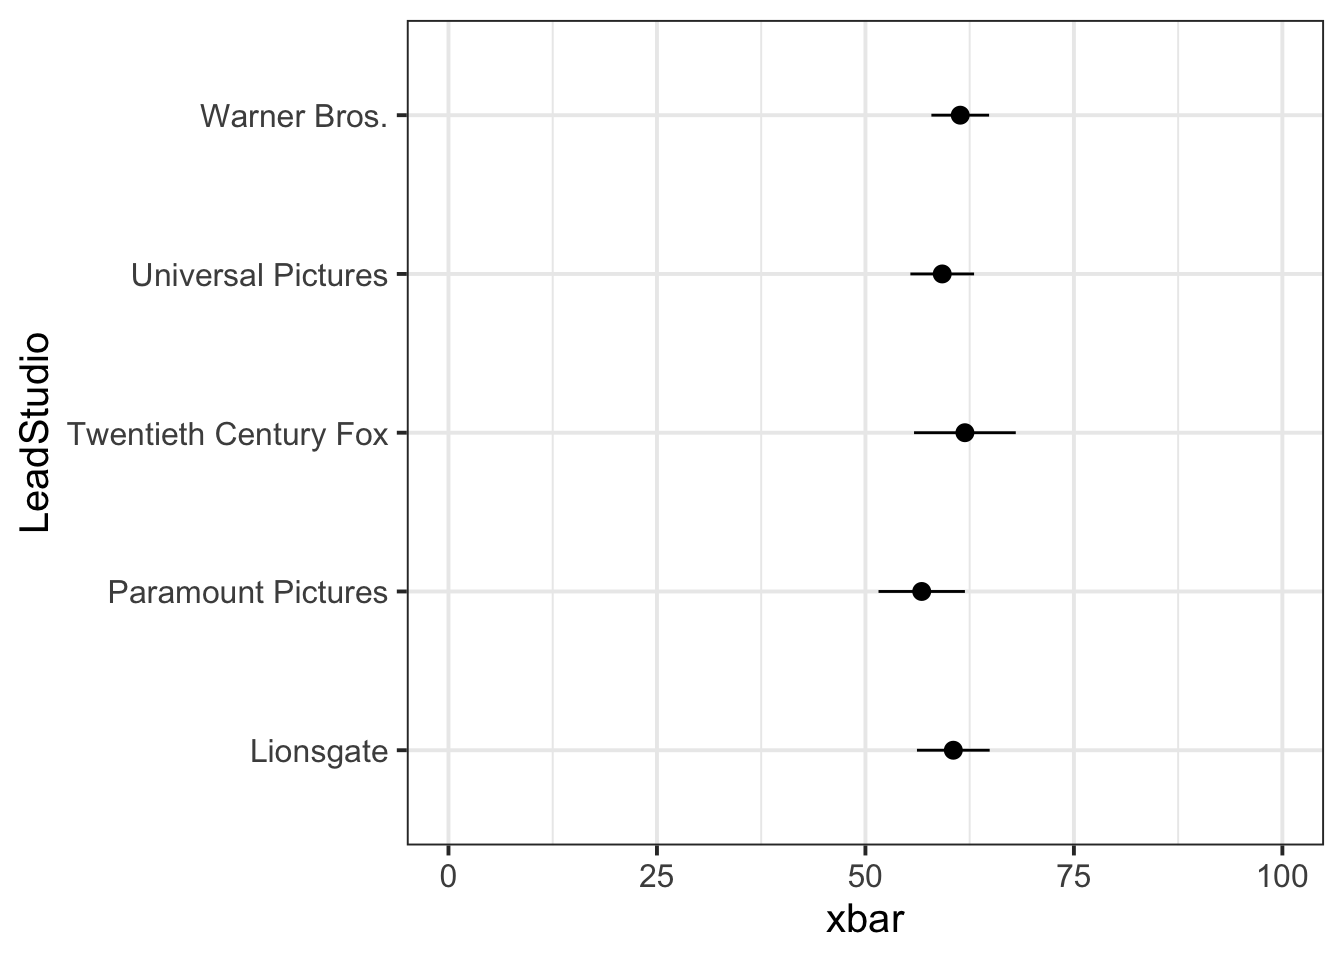 LeadStudio
Warner Bros.
Universal Pictures
Twentieth Century Fox
Paramount Pictures
Lionsgate
0 25 50 75 100
xbar